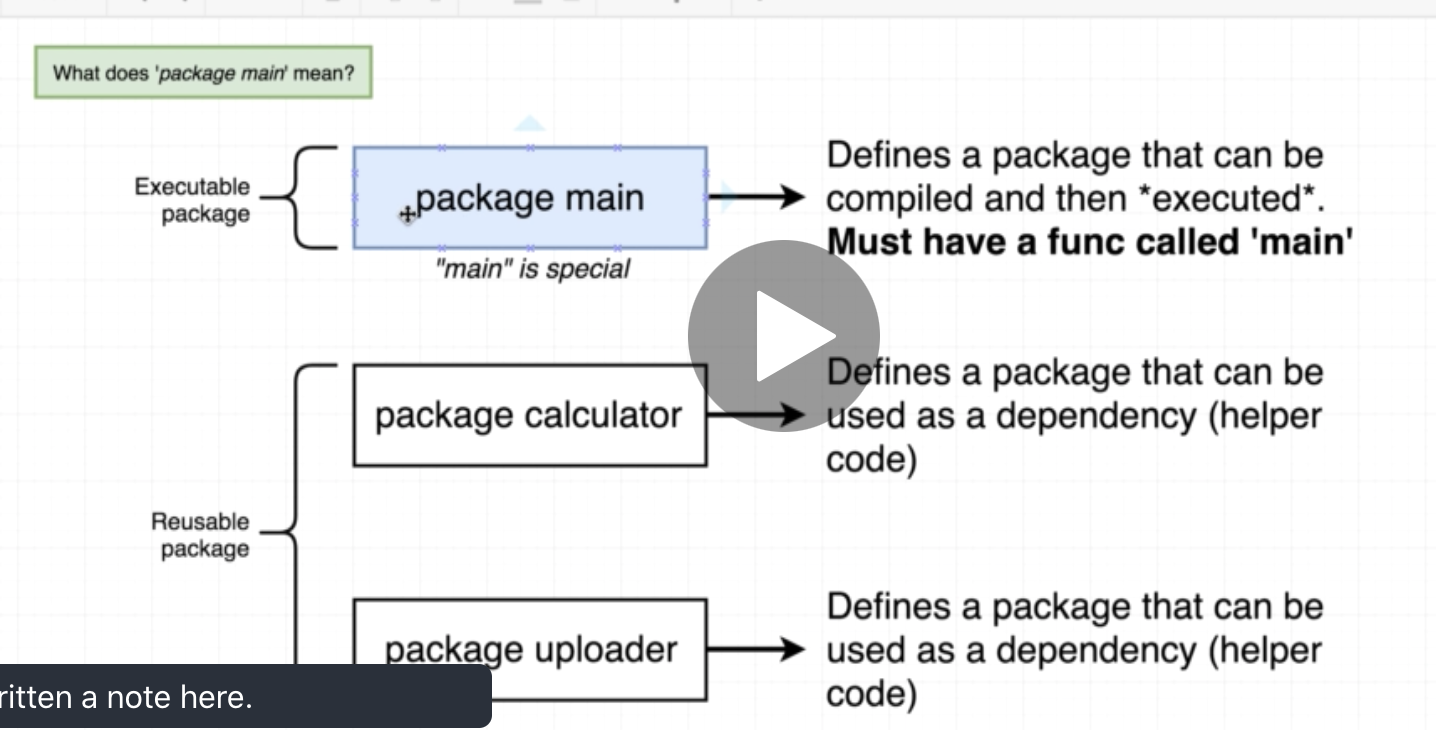 What does 'package main' mean?
Executable
package
package main
"main" is special
Defines a package that can be
compiled and then *executed*.
Must have a func called 'main'
Reusable
package
package calculator
Defines a package that can be
used as a dependency (helper
code)
package uploader
Defines a package that can be
used as a dependency (helper
code)
ritten a note here.